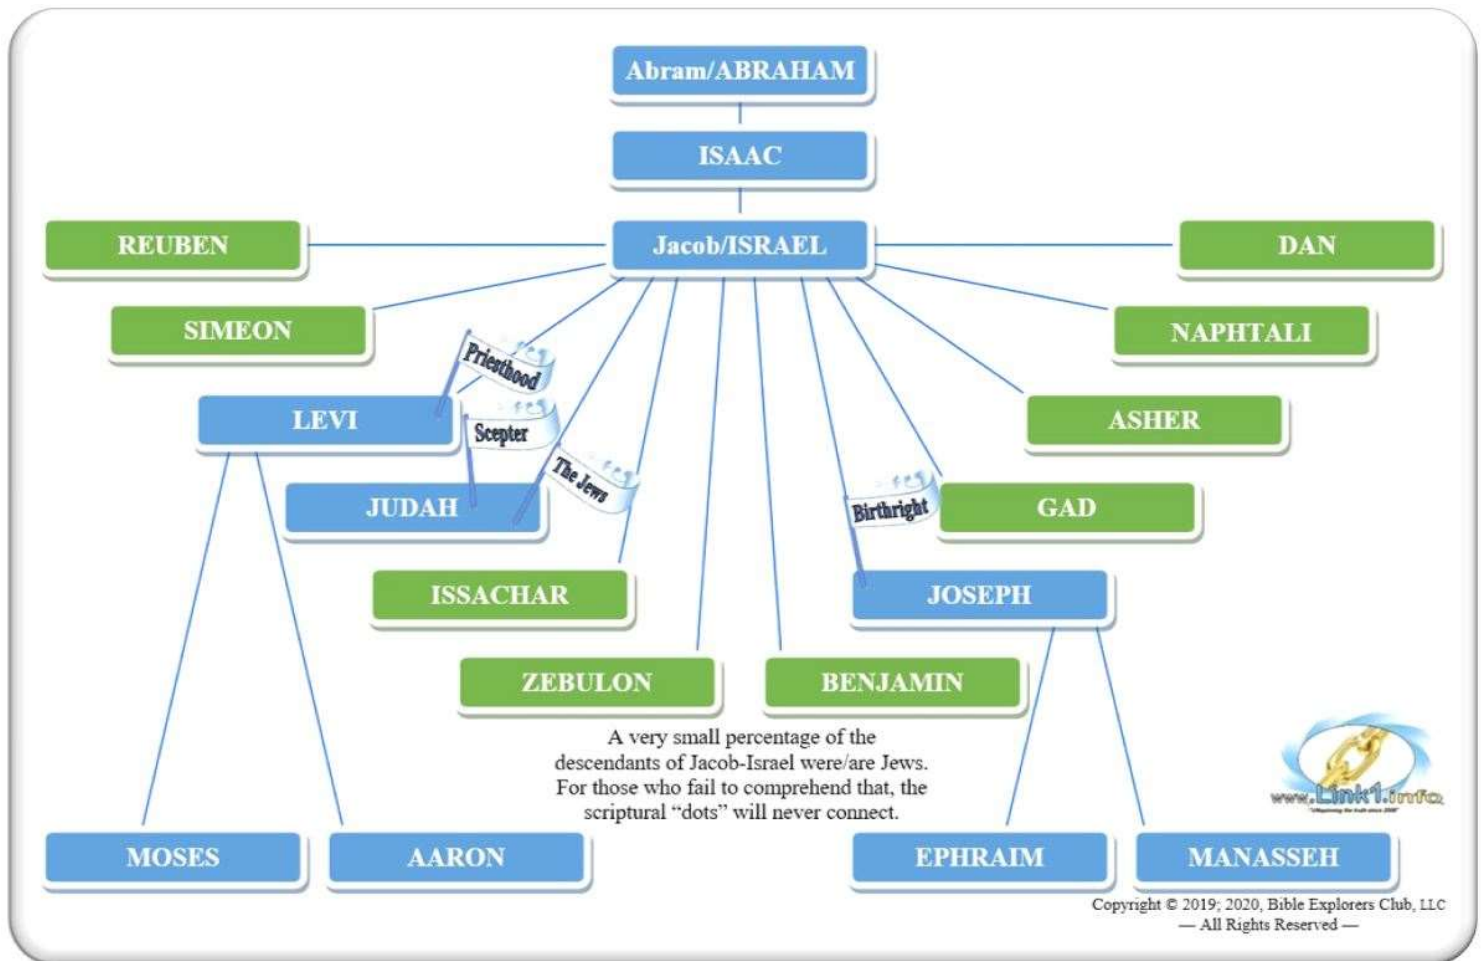 Abram/ABRAHAM
ISAAC
REUBEN
Jacob/ISRAEL
DAN
SIMEON
NAPHTALI
Priesthood
LEVI
Scepter
ASHER
The Jews
JUDAH
Birthright
GAD
ISSACHAR
JOSEPH
ZEBULON
BENJAMIN
A very small percentage of the
descendants of Jacob-Israel were/are Jews.
For those who fail to comprehend that, the
scriptural “dots” will never connect.
www.Link1.info
MOSES
AARON
EPHRAIM
MANASSEH
Copyright © 2019; 2020, Bible Explorers Club, LLC
— All Rights Reserved —